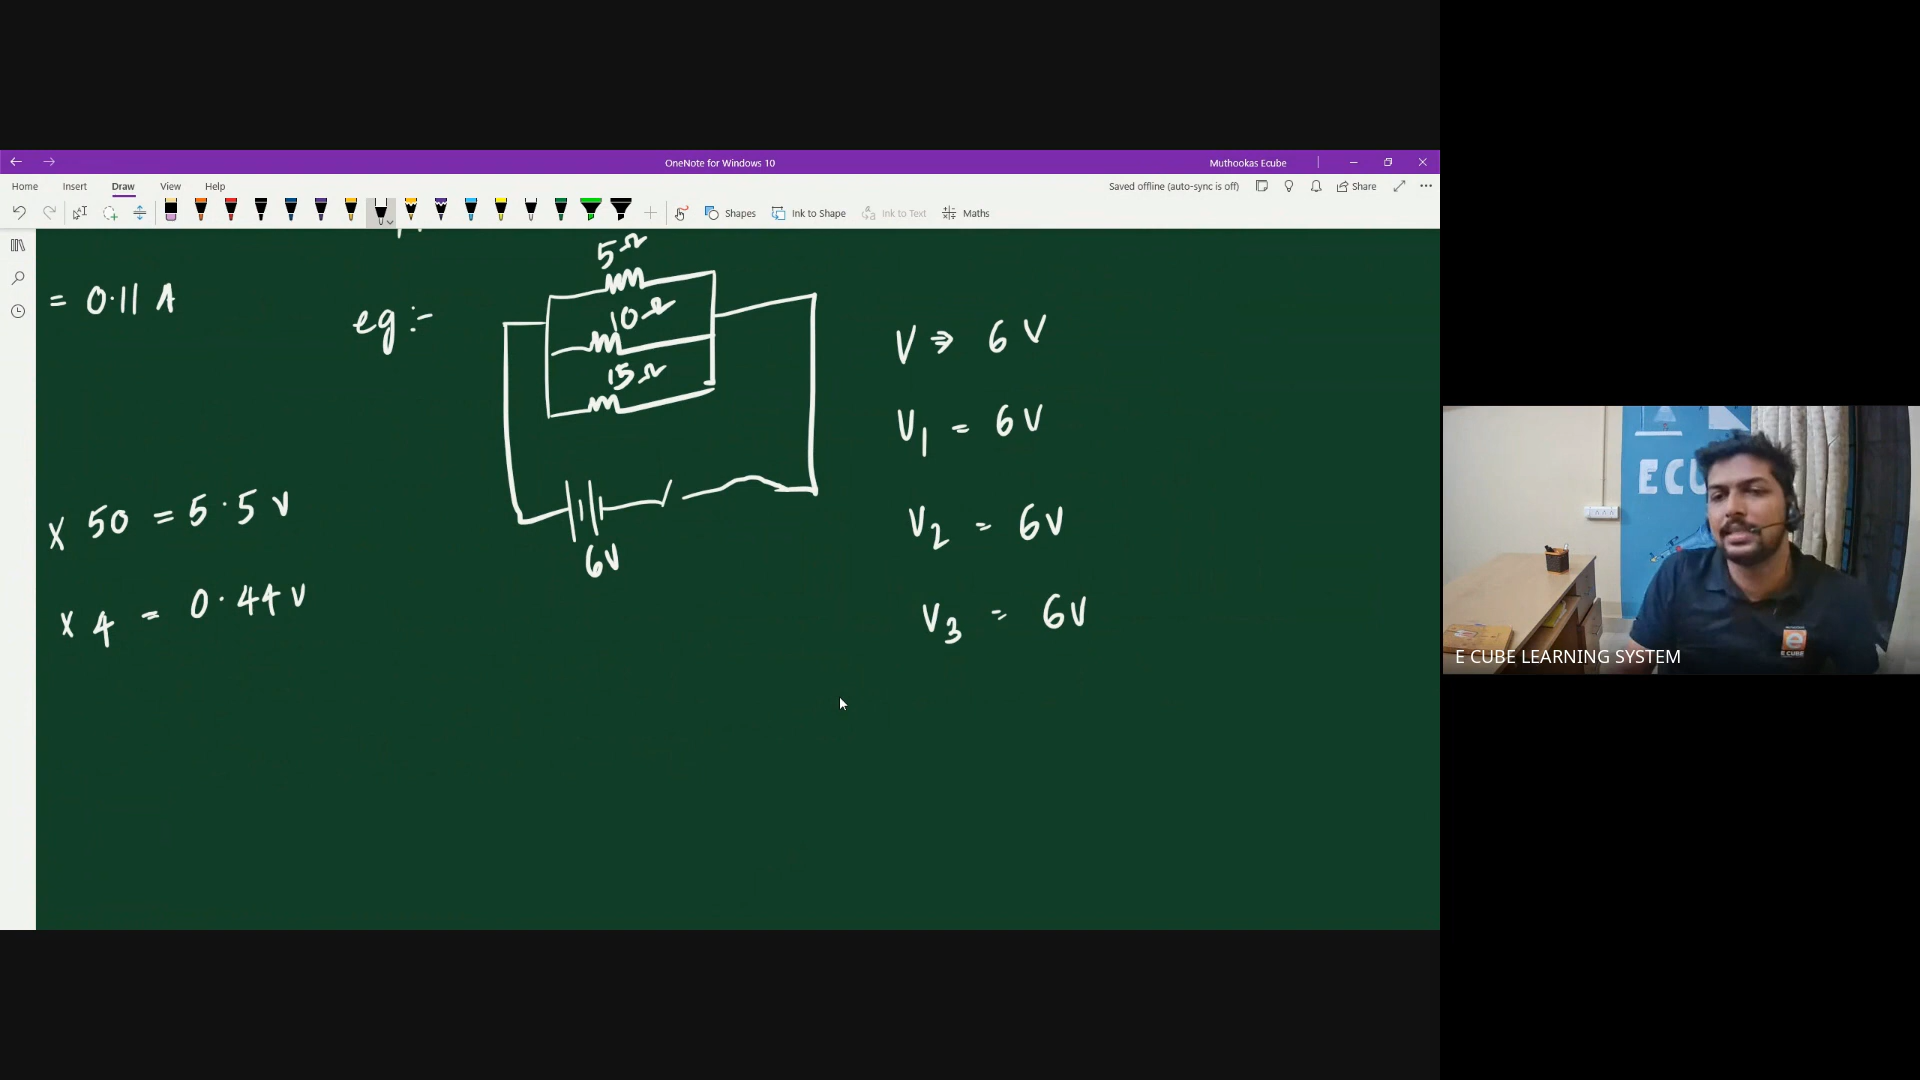 OneNote for Windows 10
Muthookas Ecube
Home Insert Draw View Help
Saved offline (auto-sync is off)
Share
Shapes
Ink to Shape
Ink to Text
Maths
= 0.11 A
eg :-
5Ω
10Ω
15Ω
6V
× 50 = 5.5 V
× 4 = 0.44 V
V ⇒ 6 V
V1 = 6V
V2 = 6V
V3 = 6V
ECU
E CUBE
E CUBE LEARNING SYSTEM